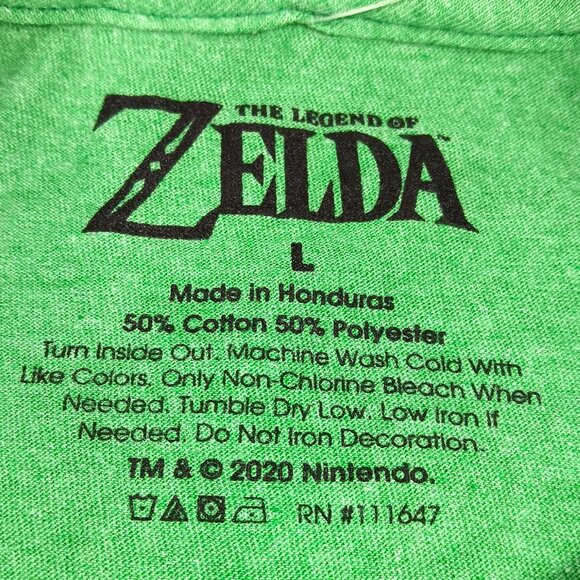 THE LEGEND OF
ZELDA™
L
Made in Honduras
50% Cotton 50% Polyester
Turn Inside Out. Machine Wash Cold With
Like Colors. Only Non-Chlorine Bleach When
Needed. Tumble Dry Low. Low Iron If
Needed. Do Not Iron Decoration.
TM & © 2020 Nintendo.
RN #111647